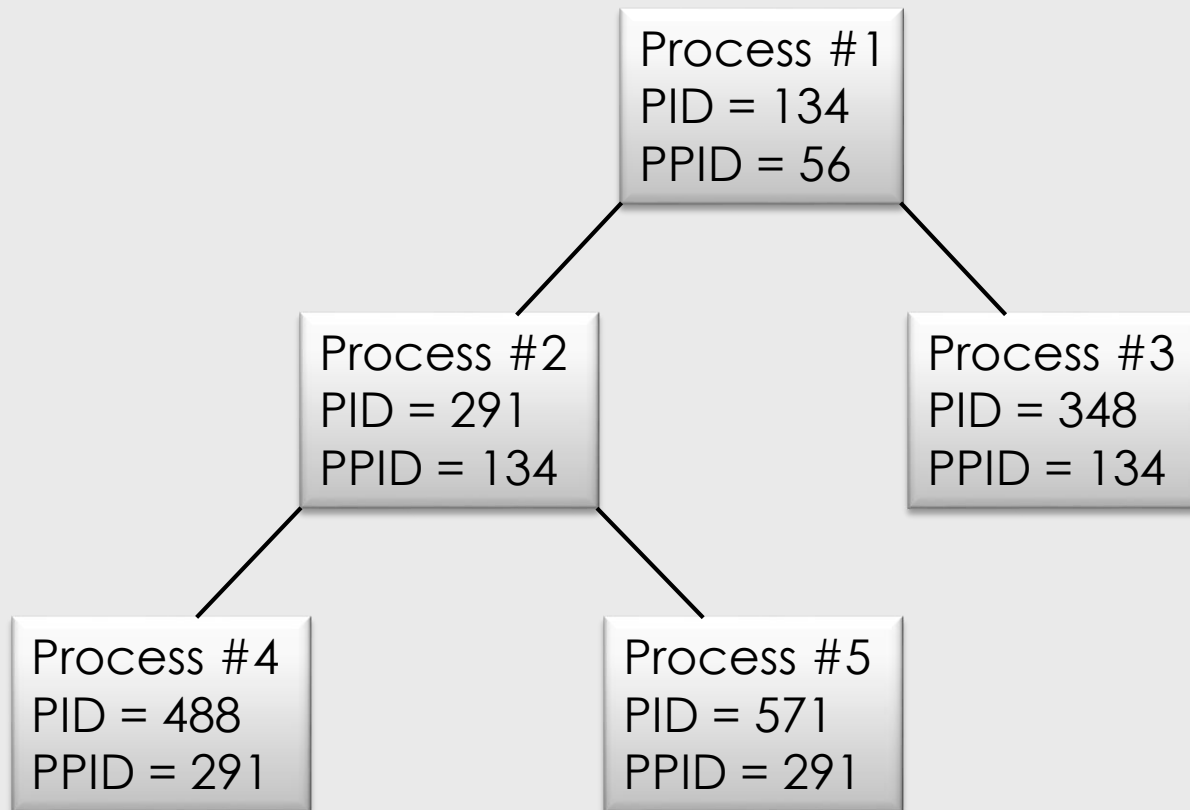 Process #1
PID = 134
PPID = 56
Process #2
PID = 291
PPID = 134
Process #3
PID = 348
PPID = 134
Process #4
PID = 488
PPID = 291
Process #5
PID = 571
PPID = 291